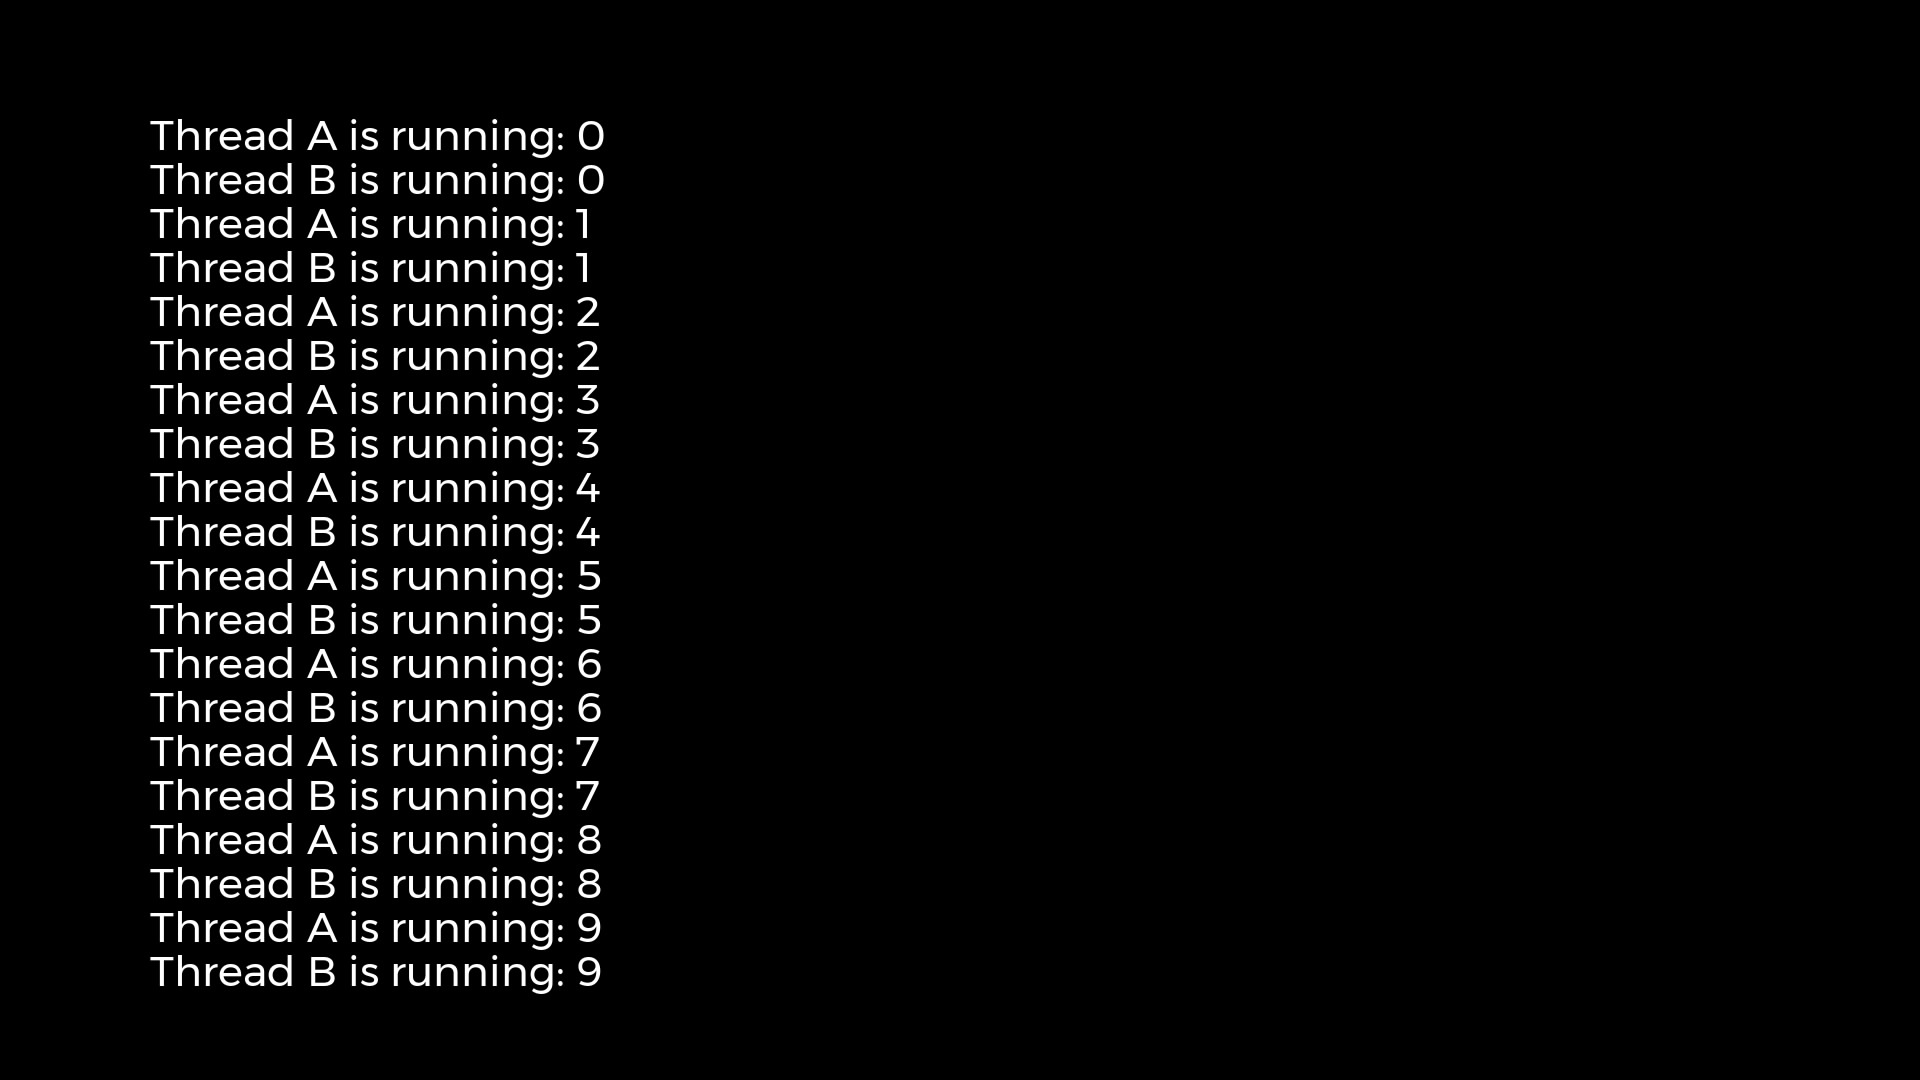 Thread A is running: 0
Thread B is running: 0
Thread A is running: 1
Thread B is running: 1
Thread A is running: 2
Thread B is running: 2
Thread A is running: 3
Thread B is running: 3
Thread A is running: 4
Thread B is running: 4
Thread A is running: 5
Thread B is running: 5
Thread A is running: 6
Thread B is running: 6
Thread A is running: 7
Thread B is running: 7
Thread A is running: 8
Thread B is running: 8
Thread A is running: 9
Thread B is running: 9